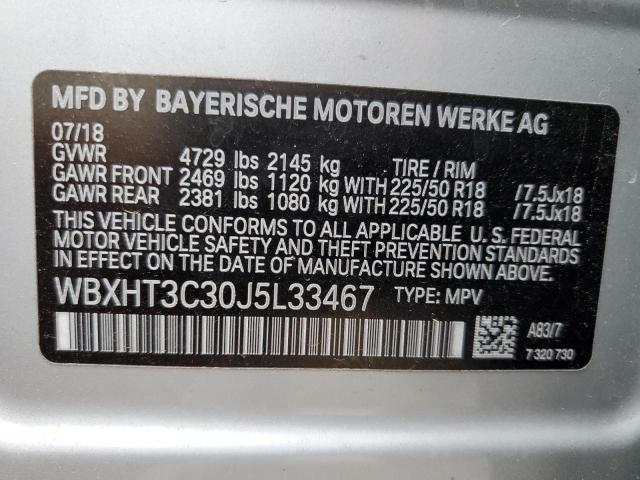 MFD BY BAYERISCHE MOTOREN WERKE AG
07/18
GVWR 4729 lbs 2145 kg TIRE / RIM
GAWR FRONT 2469 lbs 1120 kg WITH 225/50 R18 /7.5Jx18
GAWR REAR 2381 lbs 1080 kg WITH 225/50 R18 /7.5Jx18
THIS VEHICLE CONFORMS TO ALL APPLICABLE U. S. FEDERAL
MOTOR VEHICLE SAFETY AND THEFT PREVENTION STANDARDS
IN EFFECT ON THE DATE OF MANUFACTURE SHOWN ABOVE.
WBXHT3C30J5L33467 TYPE: MPV
A83/7
7 320 730